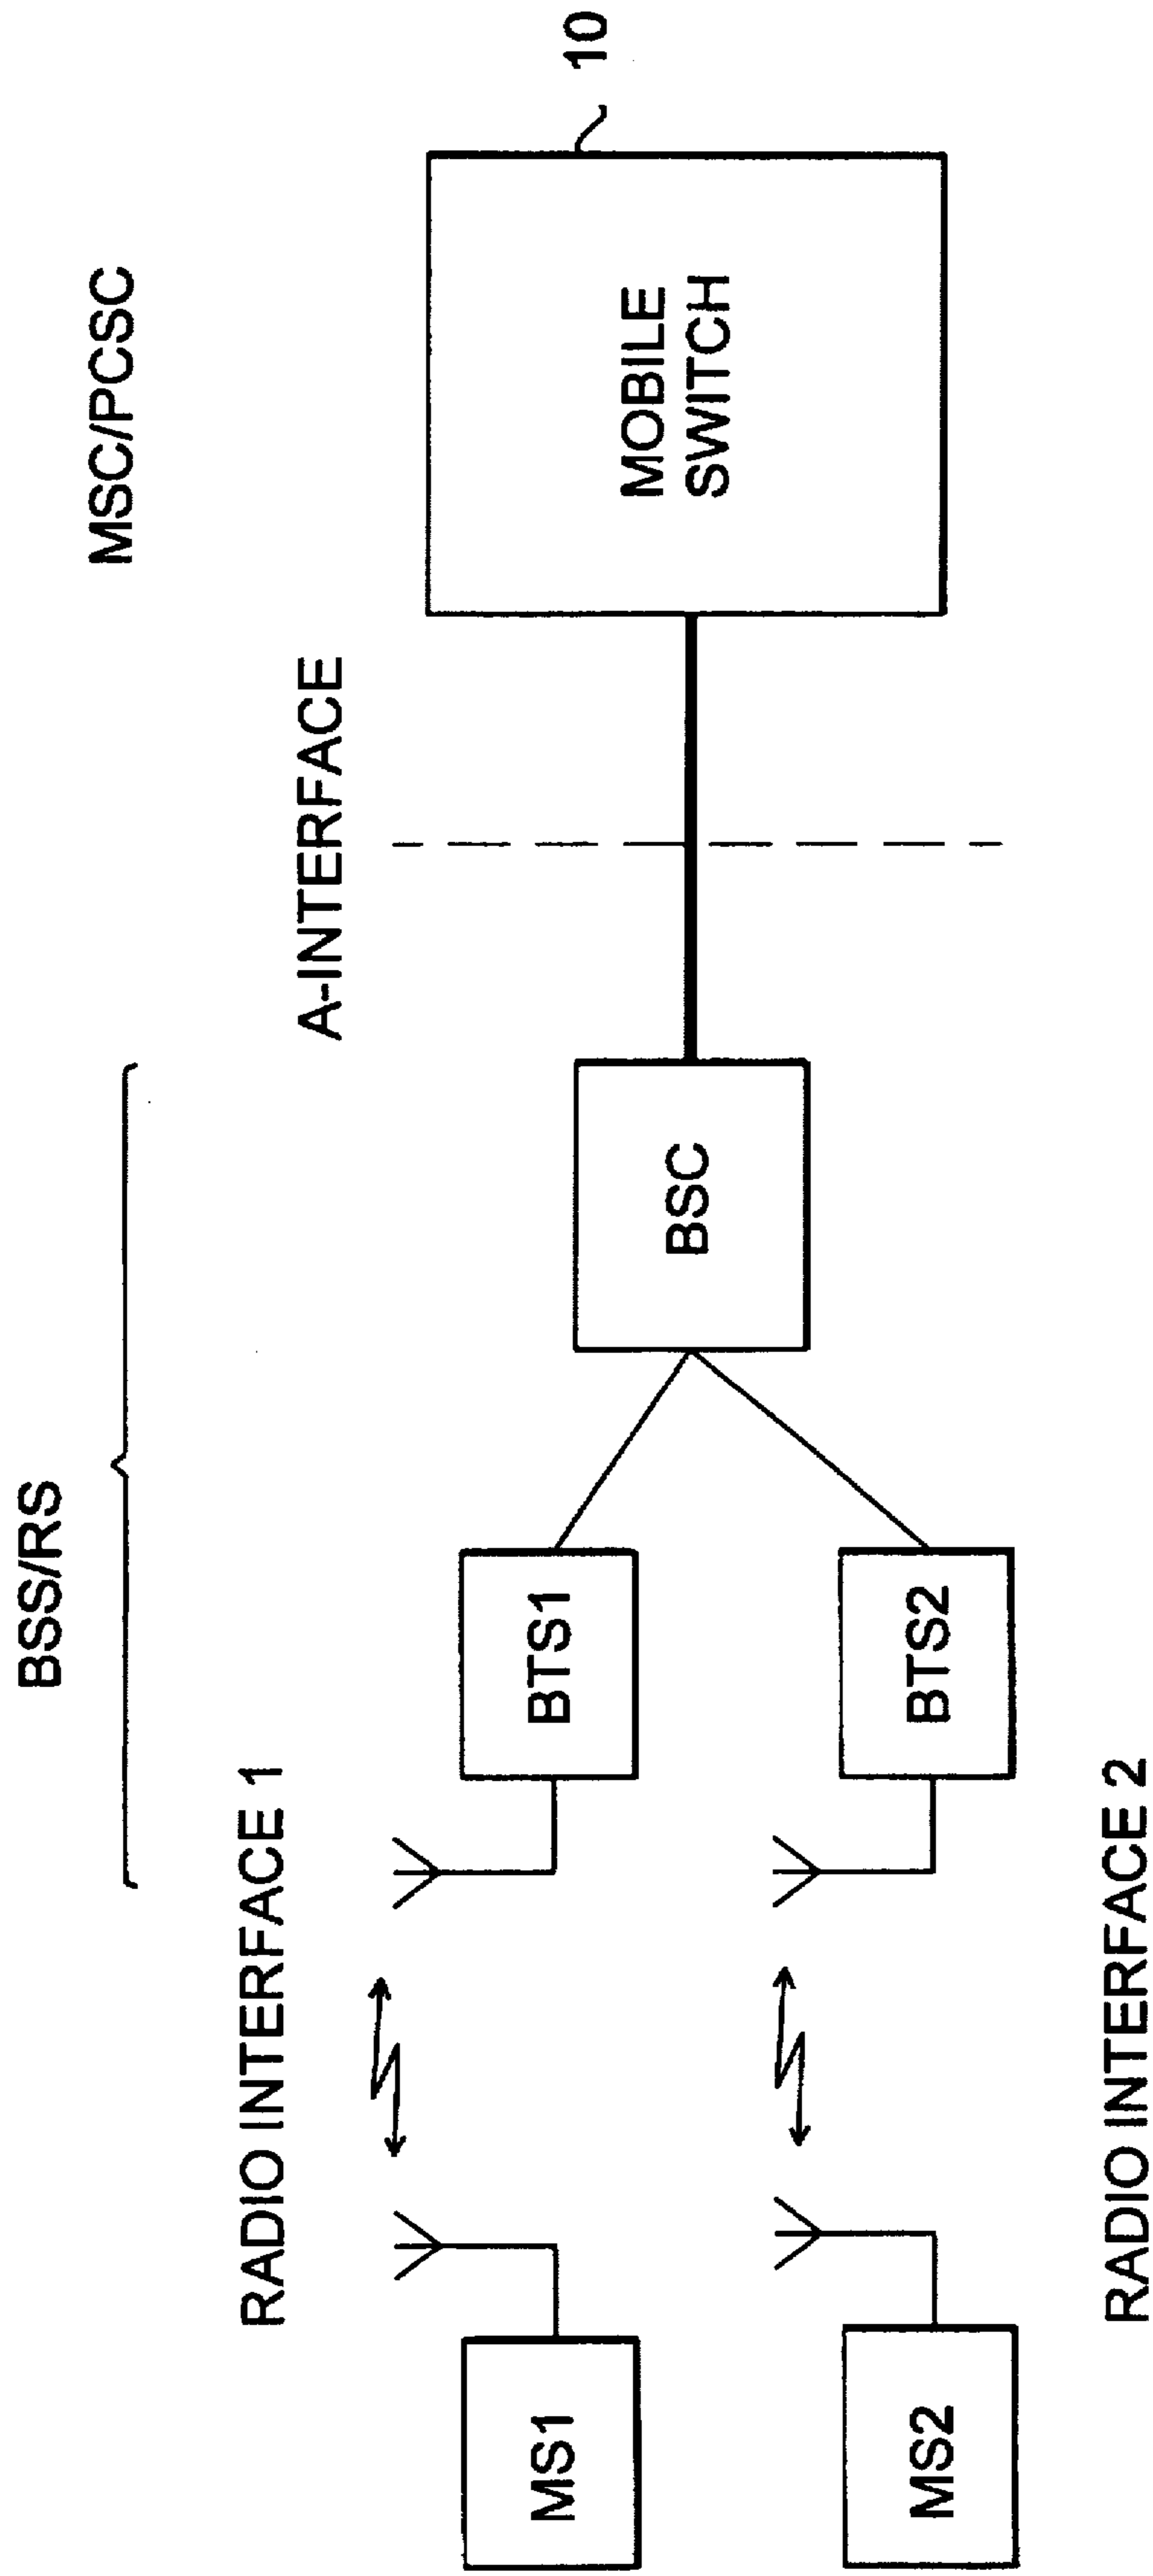 BSS/RS
MSC/PCSC
RADIO INTERFACE 1
A-INTERFACE
MS1
BTS1
BSC
MOBILE
SWITCH
10
MS2
BTS2
RADIO INTERFACE 2